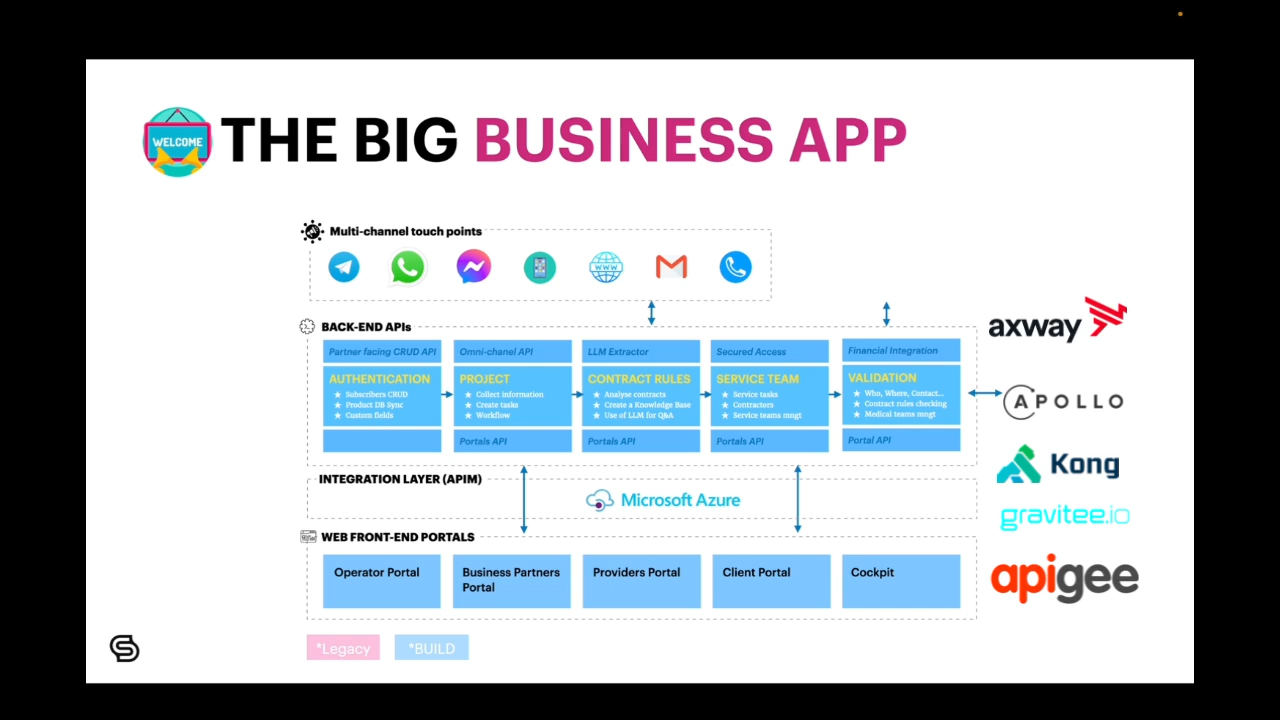 WELCOME
THE BIG BUSINESS APP
Multi-channel touch points
WWW
BACK-END APIs
Partner facing CRUD API
Omni-chanel API
LLM Extractor
Secured Access
Financial Integration
AUTHENTICATION
Subscribers CRUD
Product DB Sync
Custom fields
PROJECT
Collect information
Create tasks
Workflow
CONTRACT RULES
Analyse contracts
Create a Knowledge Base
Use of LLM for Q&A
SERVICE TEAM
Service tasks
Contractors
Service teams mngt
VALIDATION
Who, Where, Contact...
Contract rules checking
Medical teams mngt
Portals API
Portals API
Portals API
Portal API
INTEGRATION LAYER (APIM)
Microsoft Azure
WEB FRONT-END PORTALS
Operator Portal
Business Partners
Portal
Providers Portal
Client Portal
Cockpit
*Legacy
*BUILD
axway
APOLLO
Kong
gravitee.io
apigee